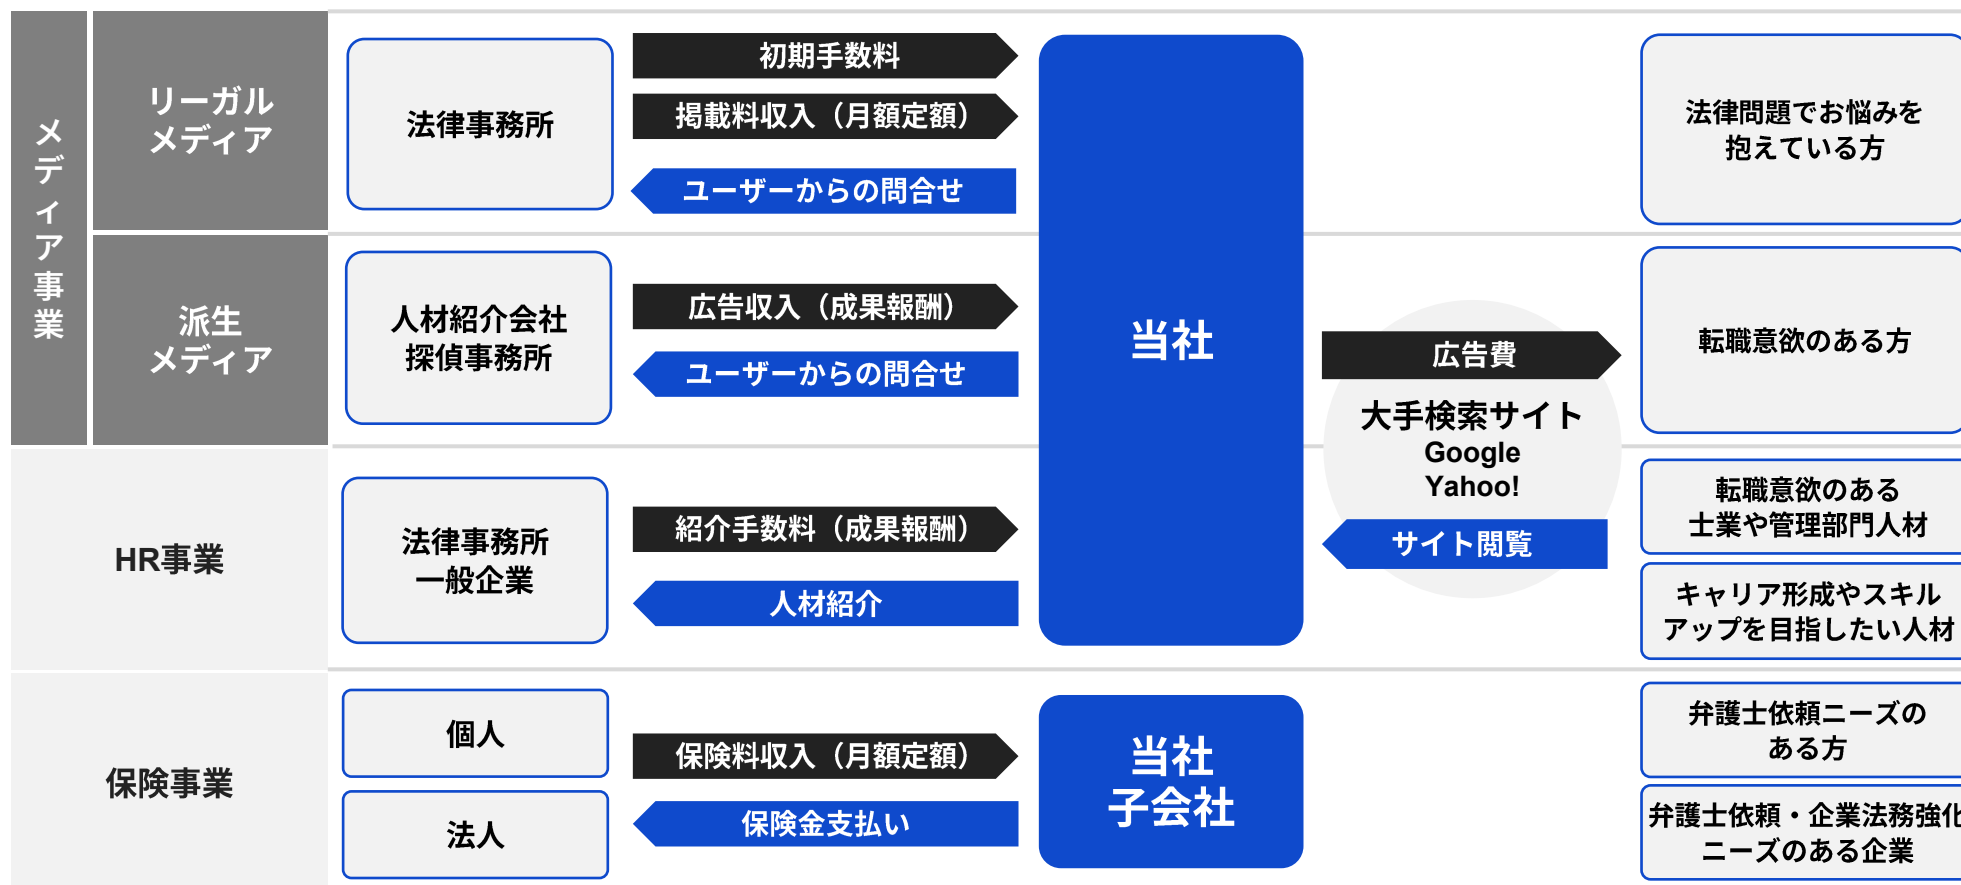 メディア事業
リーガル
メディア
法律事務所
初期手数料
掲載料収入（月額定額）
ユーザーからの問合せ
法律問題でお悩みを
抱えている方
派生
メディア
人材紹介会社
探偵事務所
広告収入（成果報酬）
ユーザーからの問合せ
当社
広告費
大手検索サイト
Google
Yahoo!
サイト閲覧
転職意欲のある方
HR事業
法律事務所
一般企業
紹介手数料（成果報酬）
人材紹介
転職意欲のある
士業や管理部門人材
キャリア形成やスキル
アップを目指したい人材
保険事業
個人
法人
保険料収入（月額定額）
保険金支払い
当社
子会社
弁護士依頼ニーズの
ある方
弁護士依頼・企業法務強化
ニーズのある企業